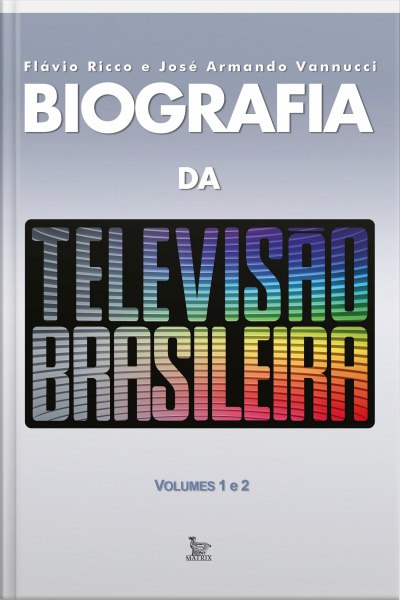 Flávio Ricco e José Armando Vannucci
BIOGRAFIA
DA
TELEVISÃO
BRASILEIRA
VOLUMES 1 e 2
MATRIX